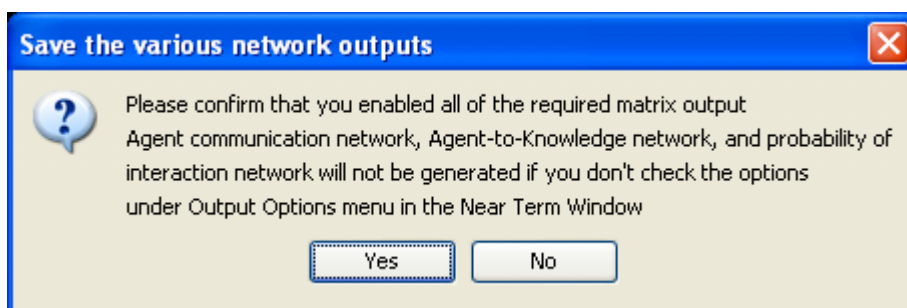 Save the various network outputs
Please confirm that you enabled all of the required matrix output
Agent communication network, Agent-to-Knowledge network, and probability of
interaction network will not be generated if you don't check the options
under Output Options menu in the Near Term Window
Yes No